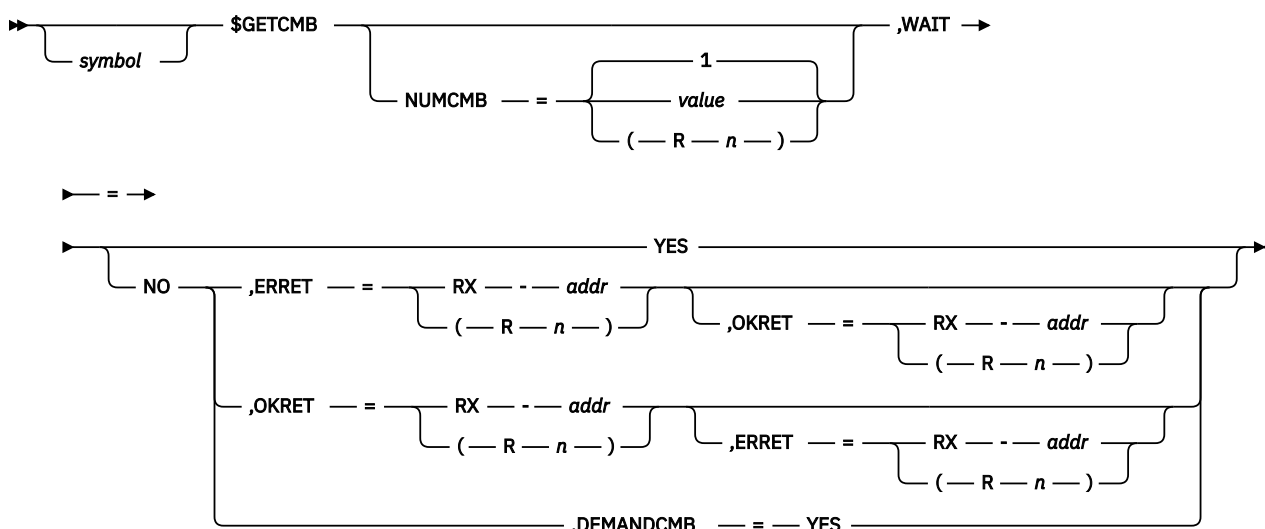 $GETCMB ,WAIT
symbol
1
NUMCMB = value
( R n )
=
YES
NO ,ERRET = RX - addr
( R n ) ,OKRET = RX - addr
( R n )
,OKRET = RX - addr
( R n ) ,ERRET = RX - addr
( R n )
,DEMANDCMB = YES